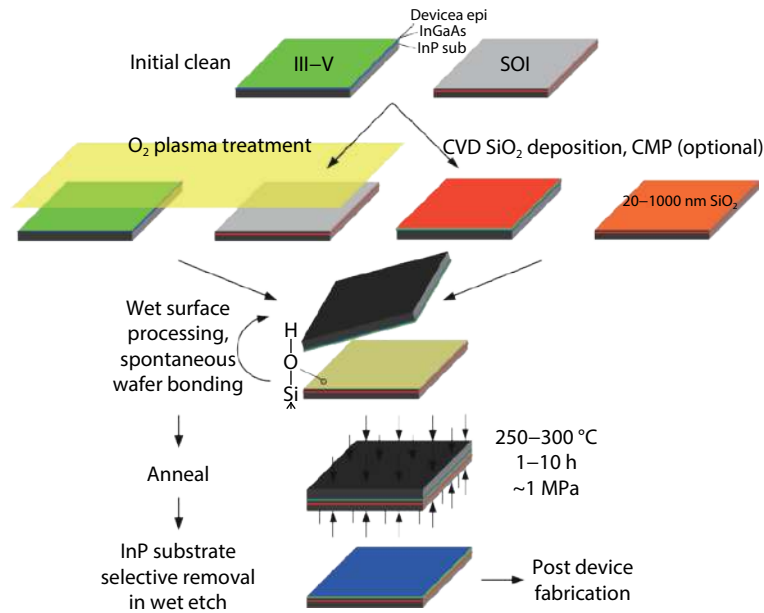 Devicea epi
InGaAs
InP sub
Initial clean
III–V
SOI
O₂ plasma treatment
CVD SiO₂ deposition, CMP (optional)
20–1000 nm SiO₂
Wet surface
processing,
spontaneous
wafer bonding
H
O
Si
Anneal
250–300 °C
1–10 h
~1 MPa
InP substrate
selective removal
in wet etch
Post device
fabrication